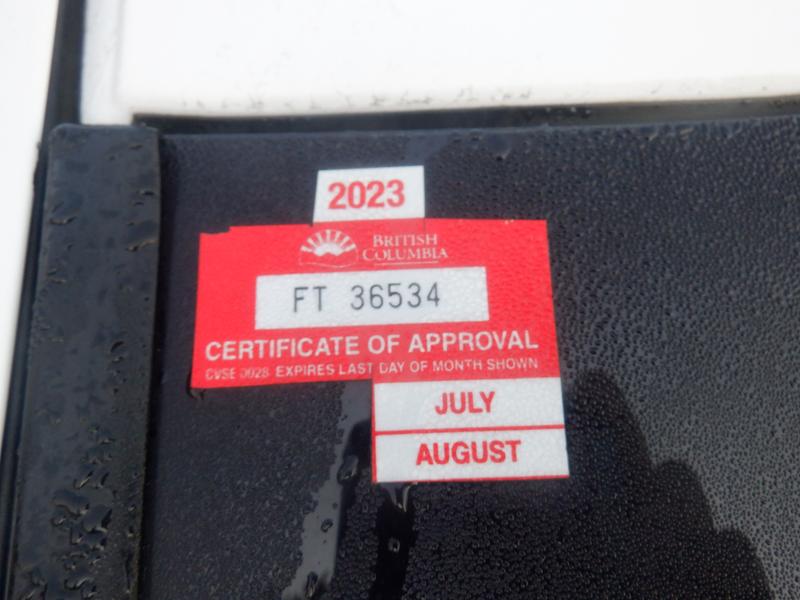 2023
BRITISH
COLUMBIA
FT 36534
CERTIFICATE OF APPROVAL
CVSE 0028 EXPIRES LAST DAY OF MONTH SHOWN
JULY
AUGUST